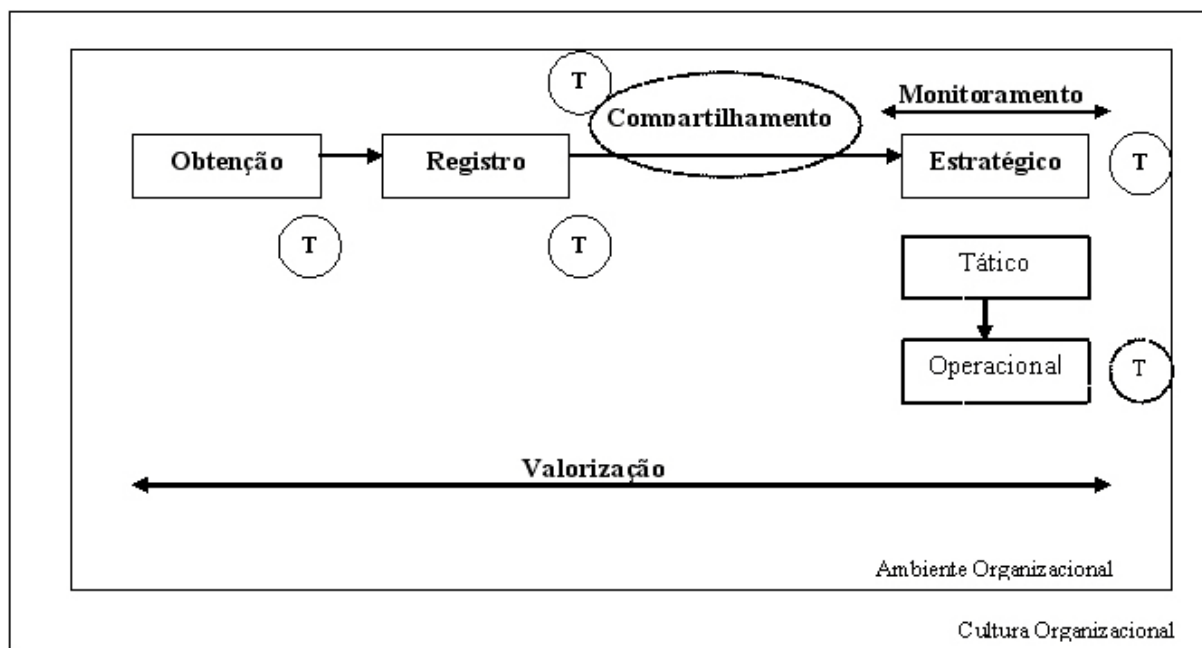 T
Compartilhamento
Monitoramento
Obtenção
Registro
Estratégico
T
T
T
Tático
Operacional
T
Valorização
Ambiente Organizacional
Cultura Organizacional